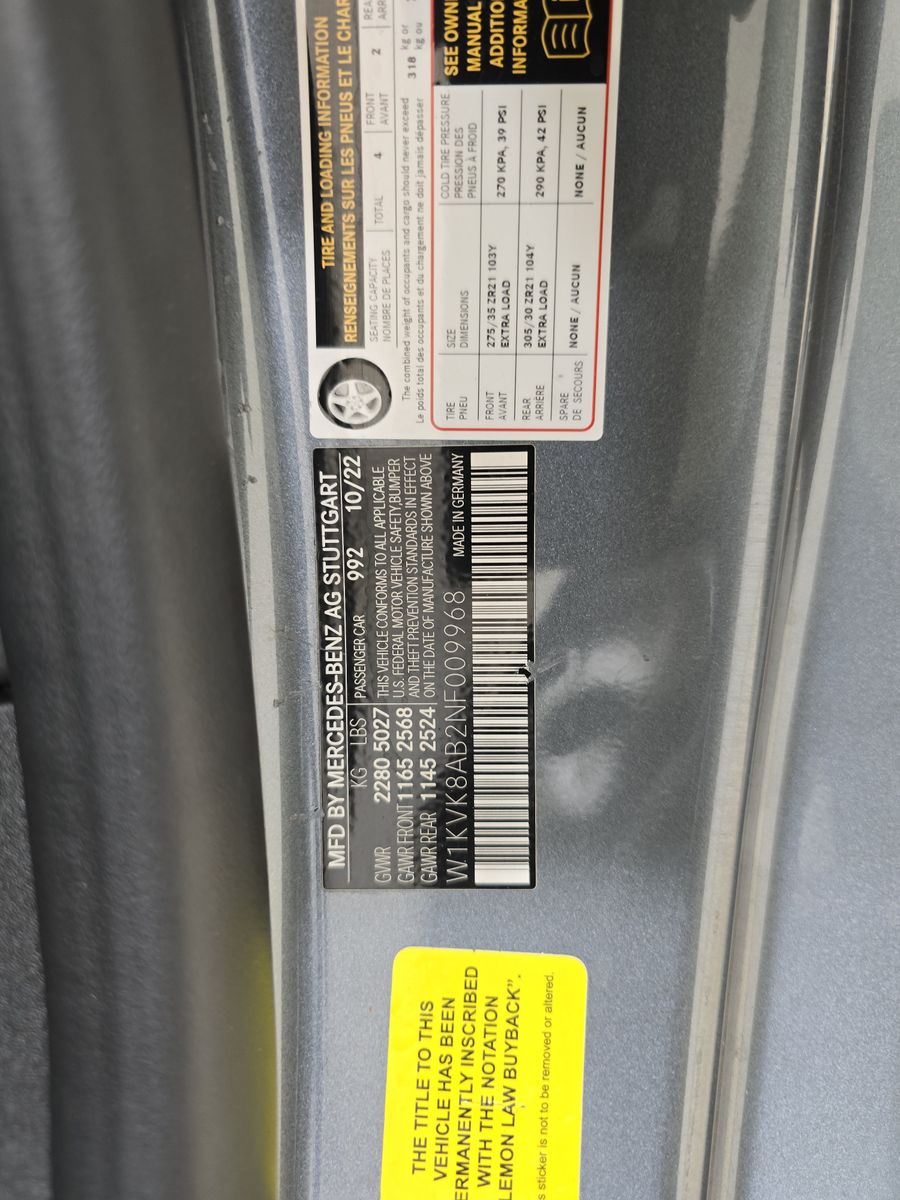 TIRE AND LOADING INFORMATION
RENSEIGNEMENTS SUR LES PNEUS ET LE
SEATING CAPACITY
NOMBRE DE PLACES
TOTAL 4
FRONT
AVANT
2
The combined weight of occupants and cargo should never exceed 318 kg or
Le poids total des occupants et du chargement ne doit jamais dépasser kg ou
TIRE
PNEU
SIZE
DIMENSIONS
COLD TIRE PRESSURE
PRESSION DES
PNEUS À FROID
FRONT
AVANT
275/35 ZR21 103Y
EXTRA LOAD
270 KPA, 39 PSI
REAR
ARRIÈRE
305/30 ZR21 104Y
EXTRA LOAD
290 KPA, 42 PSI
SPARE
DE SECOURS
NONE / AUCUN
NONE / AUCUN
SEE
MANUAL
MFD BY MERCEDES-BENZ AG STUTTGART
KG LBS PASSENGER CAR 992 10/22
GVWR 2280 5027
GAWR FRONT 1165 2568
GAWR REAR 1145 2524
THIS VEHICLE CONFORMS TO ALL APPLICABLE
U.S. FEDERAL MOTOR VEHICLE SAFETY,BUMPER
AND THEFT PREVENTION STANDARDS IN EFFECT
ON THE DATE OF MANUFACTURE SHOWN ABOVE
W1KVK8AB2NF009968 MADE IN GERMANY
THE TITLE TO THIS
VEHICLE HAS BEEN
ERMANENTLY INSCRIBED
WITH THE NOTATION
LEMON LAW BUYBACK".
s sticker is not to be removed or altered.